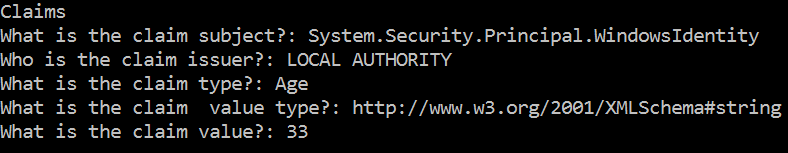 Claims
What is the claim subject?: System.Security.Principal.WindowsIdentity
Who is the claim issuer?: LOCAL AUTHORITY
What is the claim type?: Age
What is the claim  value type?: http://www.w3.org/2001/XMLSchema#string
What is the claim value?: 33